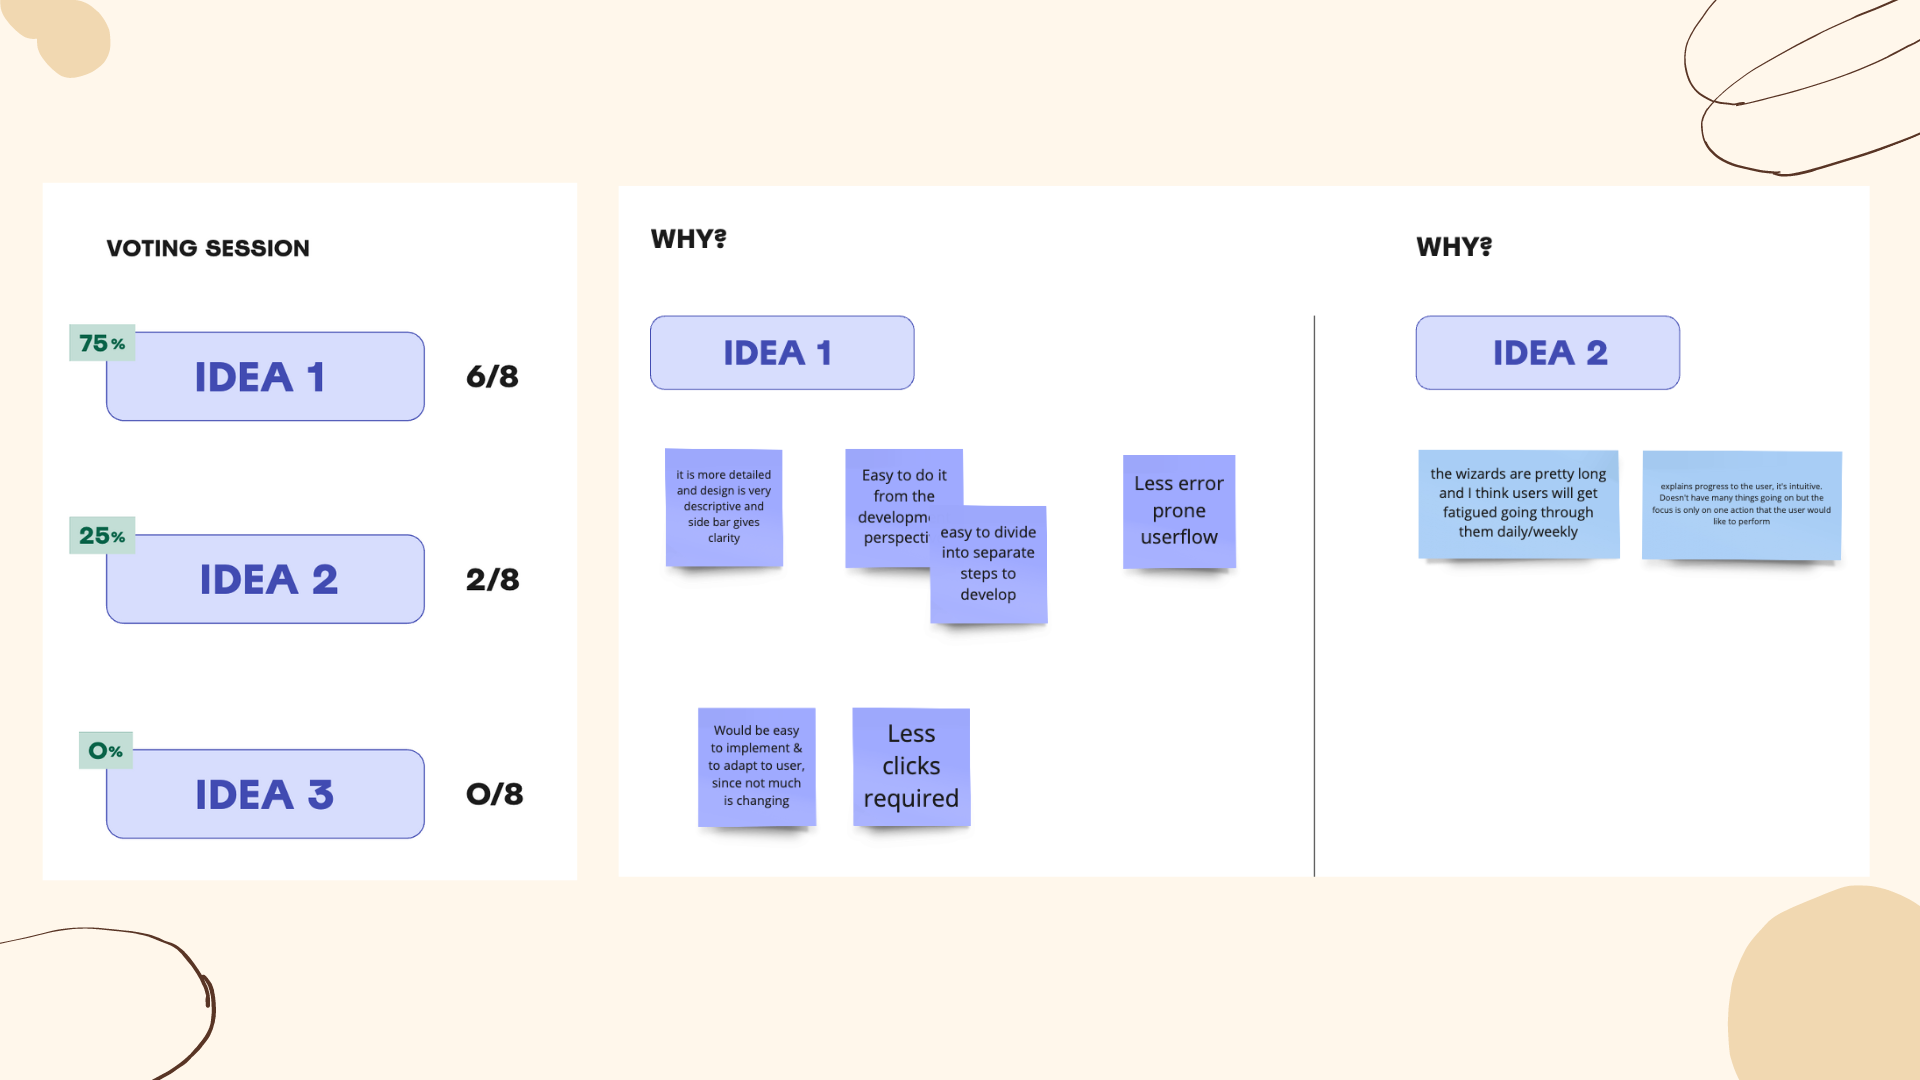 VOTING SESSION
75%
IDEA 1
6/8
25%
IDEA 2
2/8
0%
IDEA 3
0/8
WHY?
IDEA 1
it is more detailed
and design is very
descriptive and
side bar gives
clarity
Easy to do it
from the
developm
perspecti
easy to divide
into separate
steps to
develop
Less error
prone
userflow
Would be easy
to implement &
to adapt to user,
since not much
is changing
Less
clicks
required
WHY?
IDEA 2
the wizards are pretty long
and I think users will get
fatigued going through
them daily/weekly
explains progress to the user, it's intuitive.
Doesn't have many things going on but the
focus is only on one action that the user would
like to perform